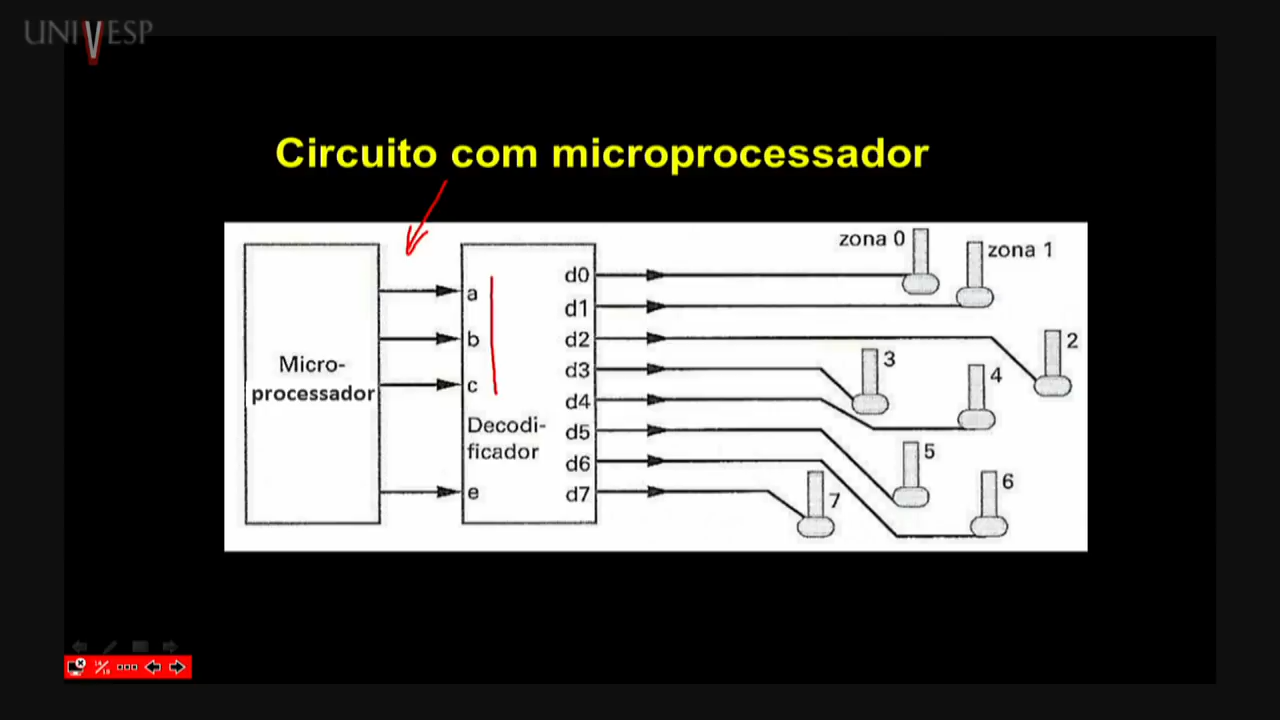 UNIVESP
Circuito com microprocessador
Micro-
processador
a
b
c
e
Decodi-
ficador
d0
d1
d2
d3
d4
d5
d6
d7
zona 0
zona 1
2
3
4
5
6
7